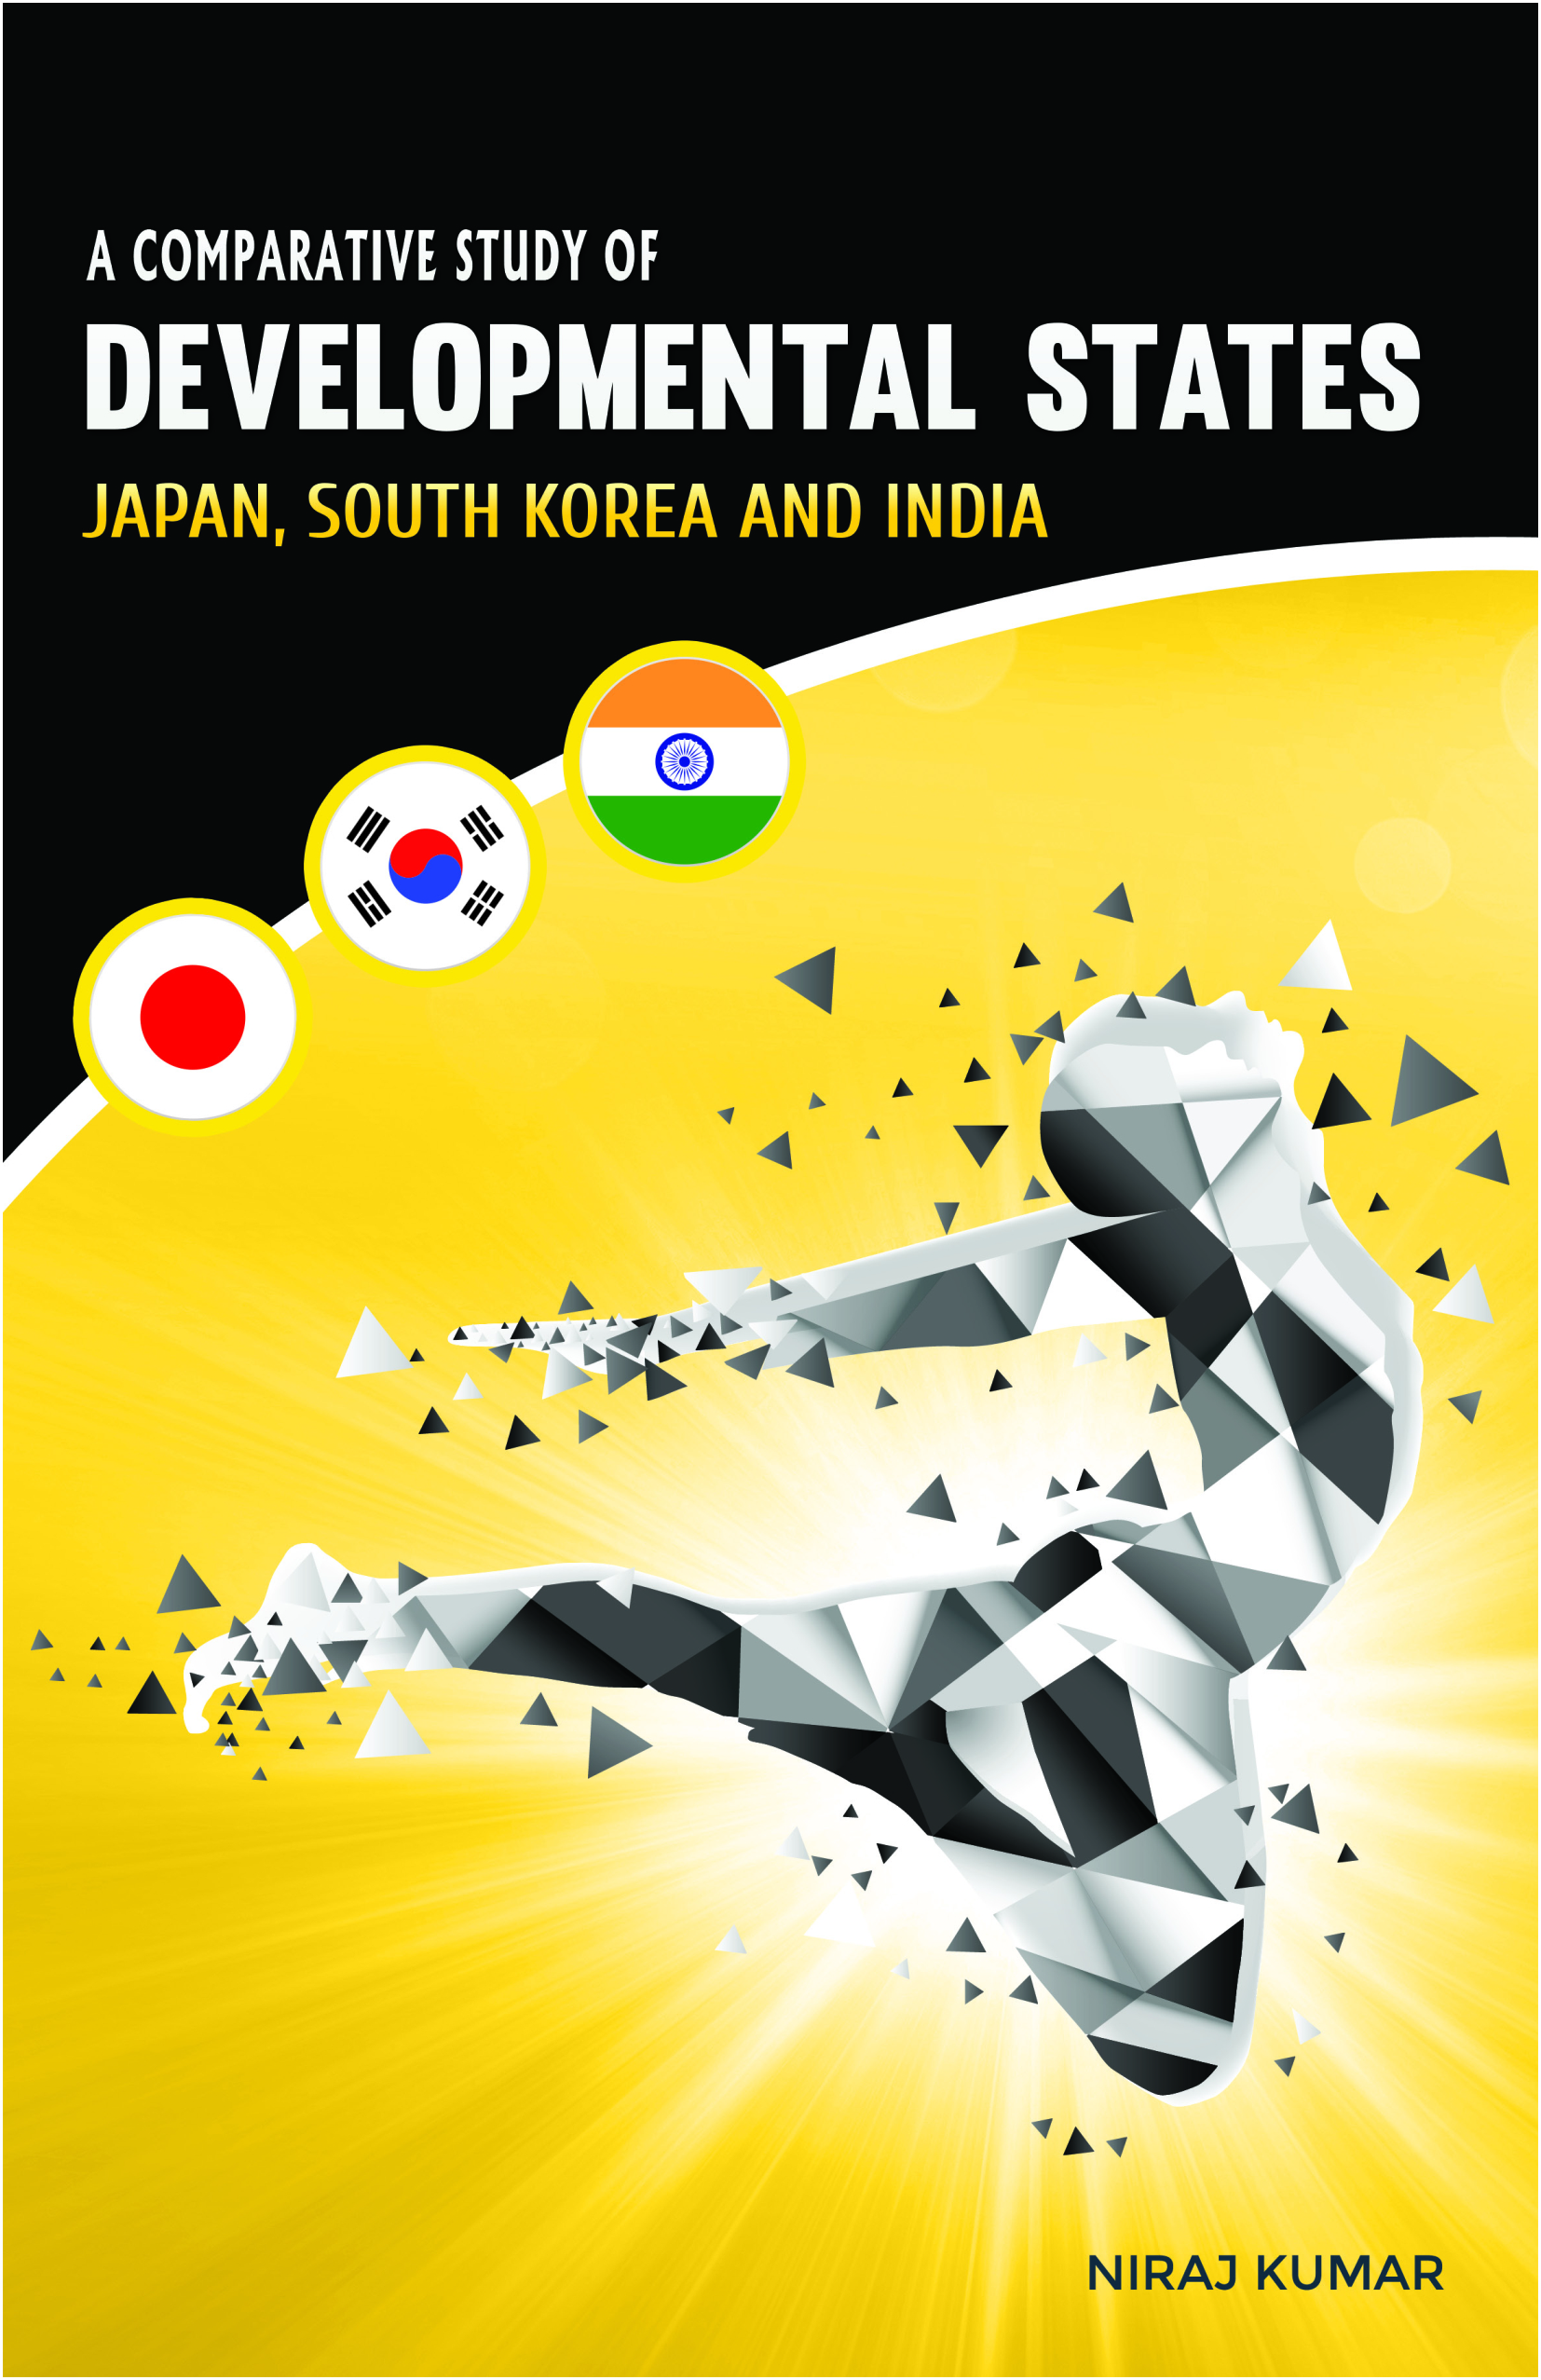 A COMPARATIVE STUDY OF
DEVELOPMENTAL STATES
JAPAN, SOUTH KOREA AND INDIA
NIRAJ KUMAR